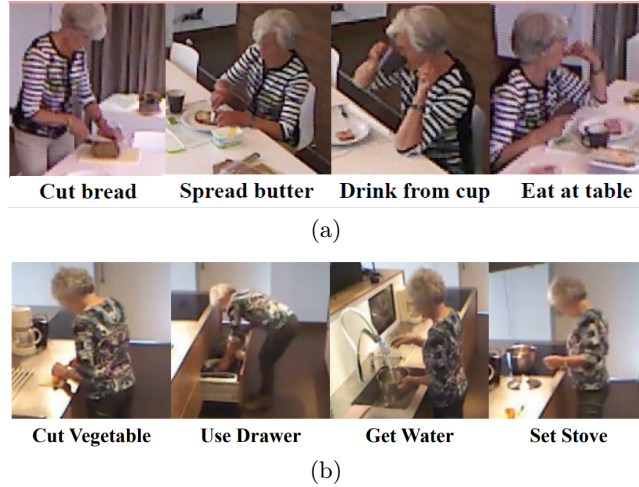 Cut bread Spread butter Drink from cup Eat at table
(a)
Cut Vegetable Use Drawer Get Water Set Stove
(b)